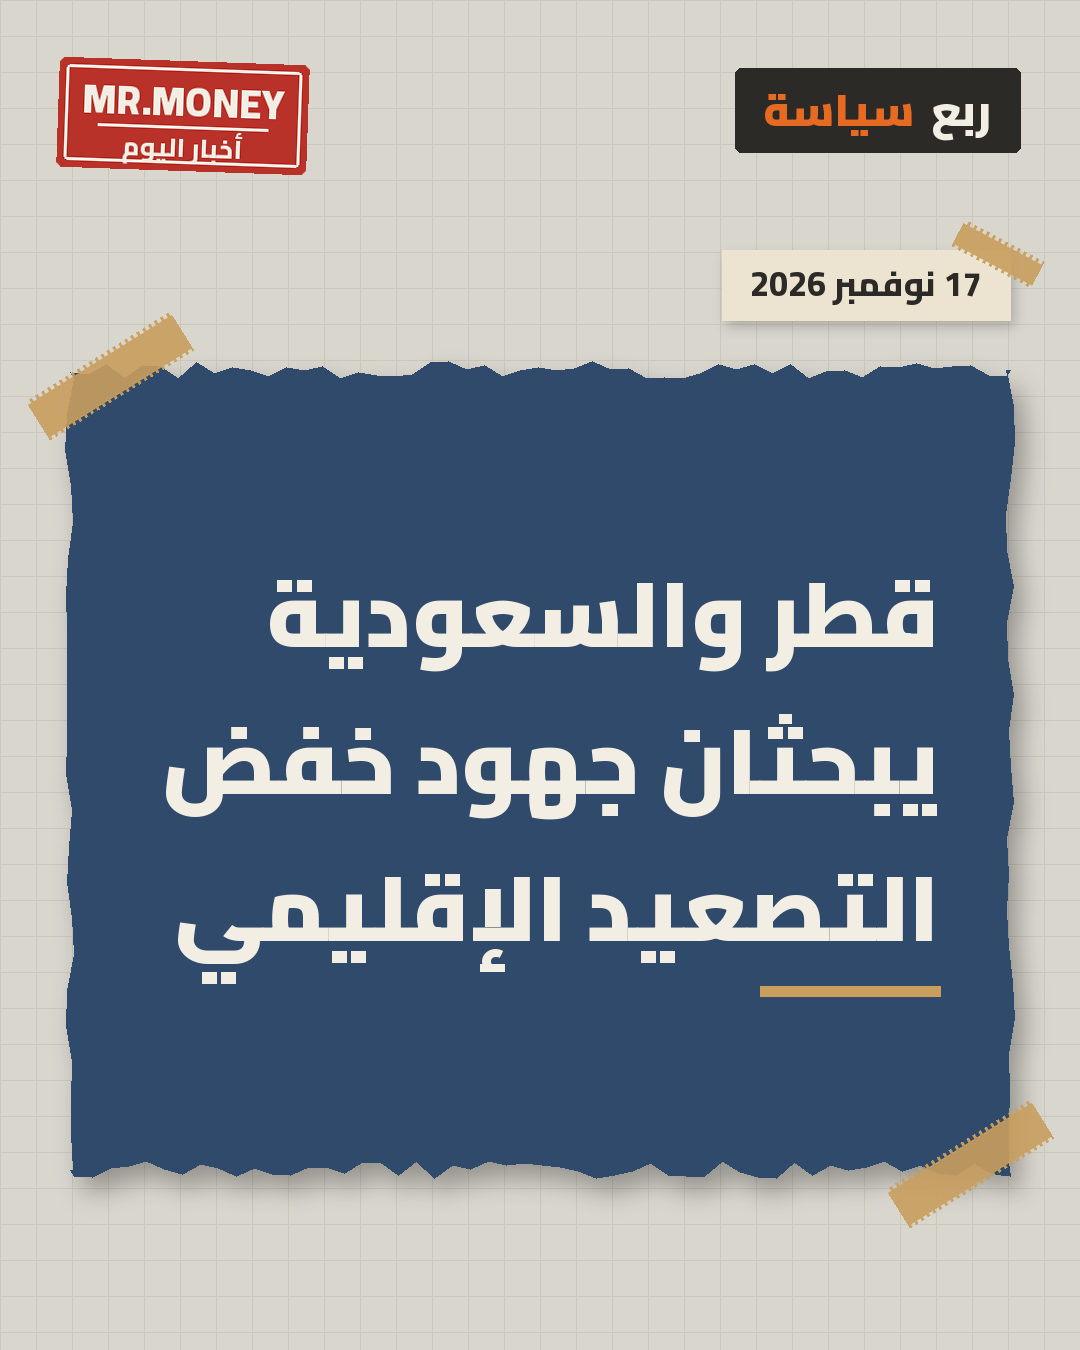 MR.MONEY
أخبار اليوم
ربع سياسة
17 نوفمبر 2026
قطر والسعودية
يبحثان جهود خفض
التصعيد الإقليمي